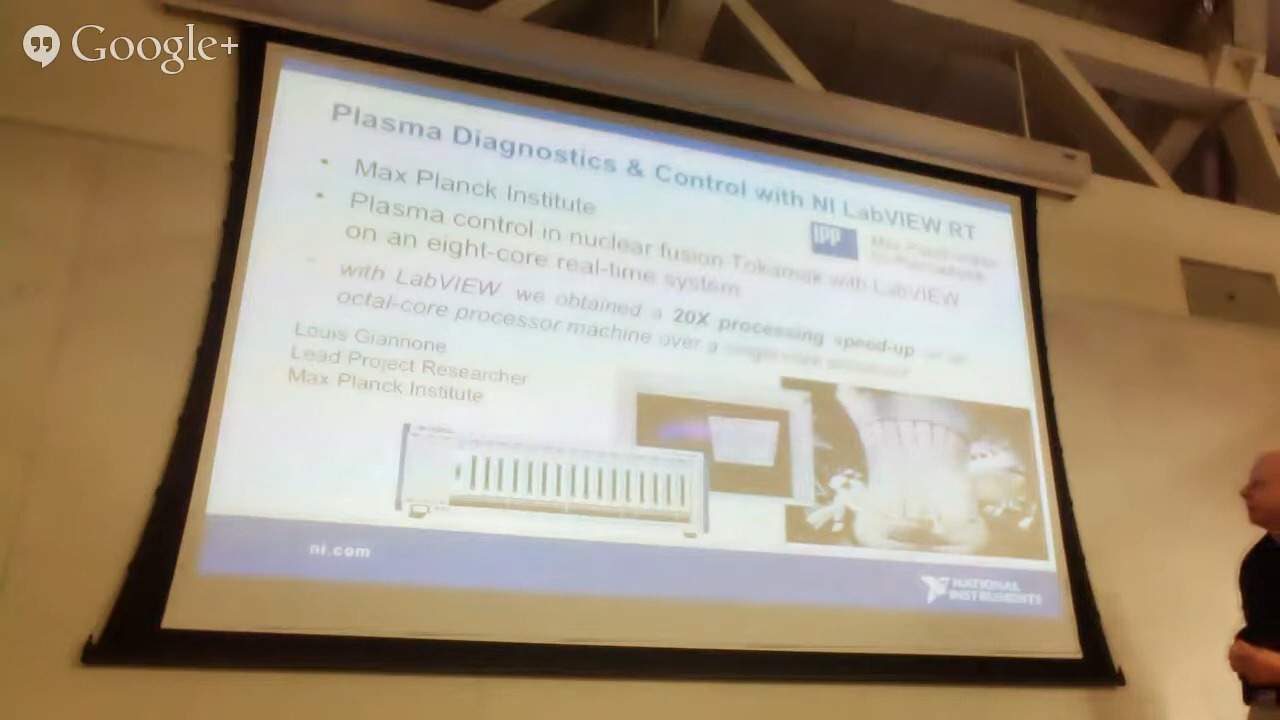 Google+
Plasma Diagnostics & Control with NI LabVIEW RT
• Max Planck Institute
• Plasma control in nuclear fusion Tokamak with LabVIEW
on an eight-core real-time system
with LabVIEW we obtained a 20X processing speed-up on an
octal-core processor machine over a
IPP
Louis Giannone
Lead Project Researcher
Max Planck Institute
ni.com
NATIONAL
INSTRUMENTS